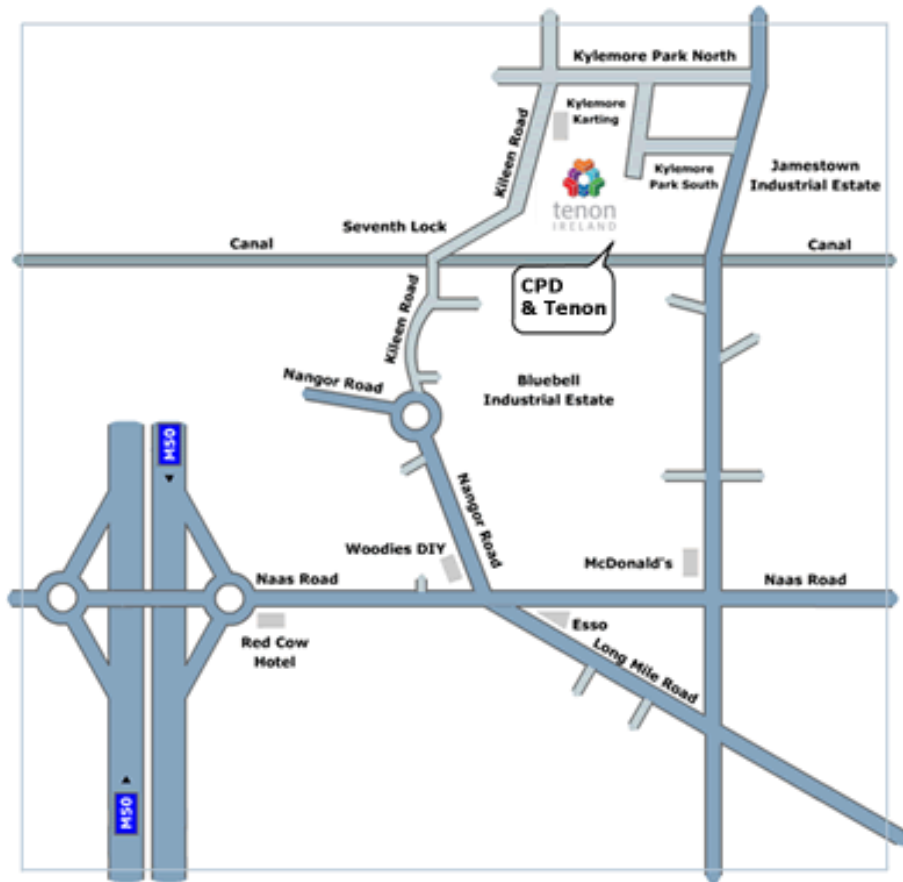 Kylemore Park North
Kylemore
Karting
Kileen Road
Kylemore
Park South
Jamestown
Industrial Estate
tenon
IRELAND
Seventh Lock
Canal
Canal
CPD
& Tenon
Kileen Road
Nangor Road
Bluebell
Industrial Estate
M50
Nangor Road
Woodies DIY
McDonald's
Naas Road
Naas Road
Esso
Red Cow
Hotel
Long Mile Road
M50